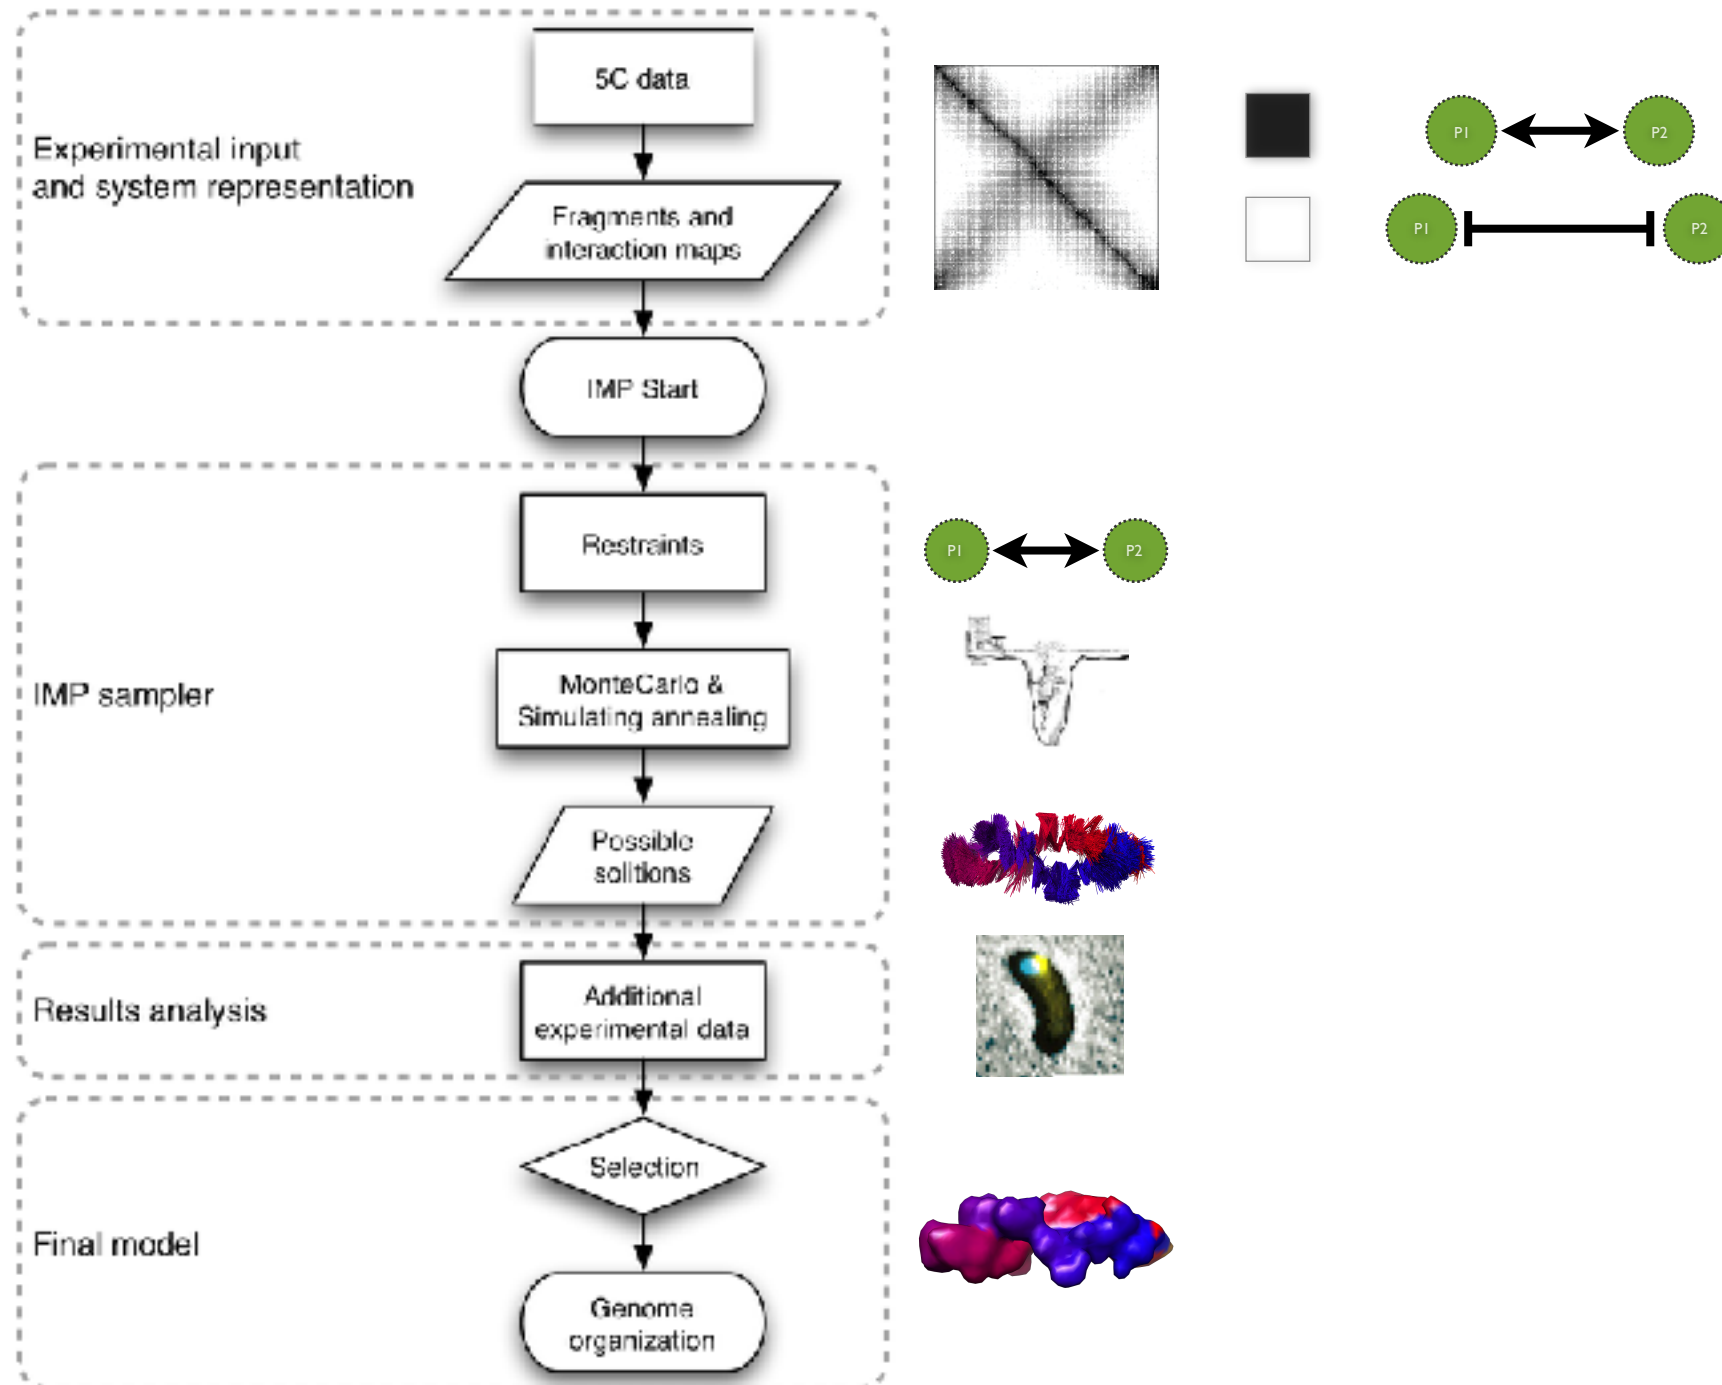 5C data
P1
P2
Experimental input
and system representation
Fragments and
interaction maps
P1
P2
IMP Start
Restraints
P1
P2
IMP sampler
MonteCarlo &
Simulating annealing
Possible
solitions
Results analysis
Additional
experimental data
Selection
Final model
Genome
organization